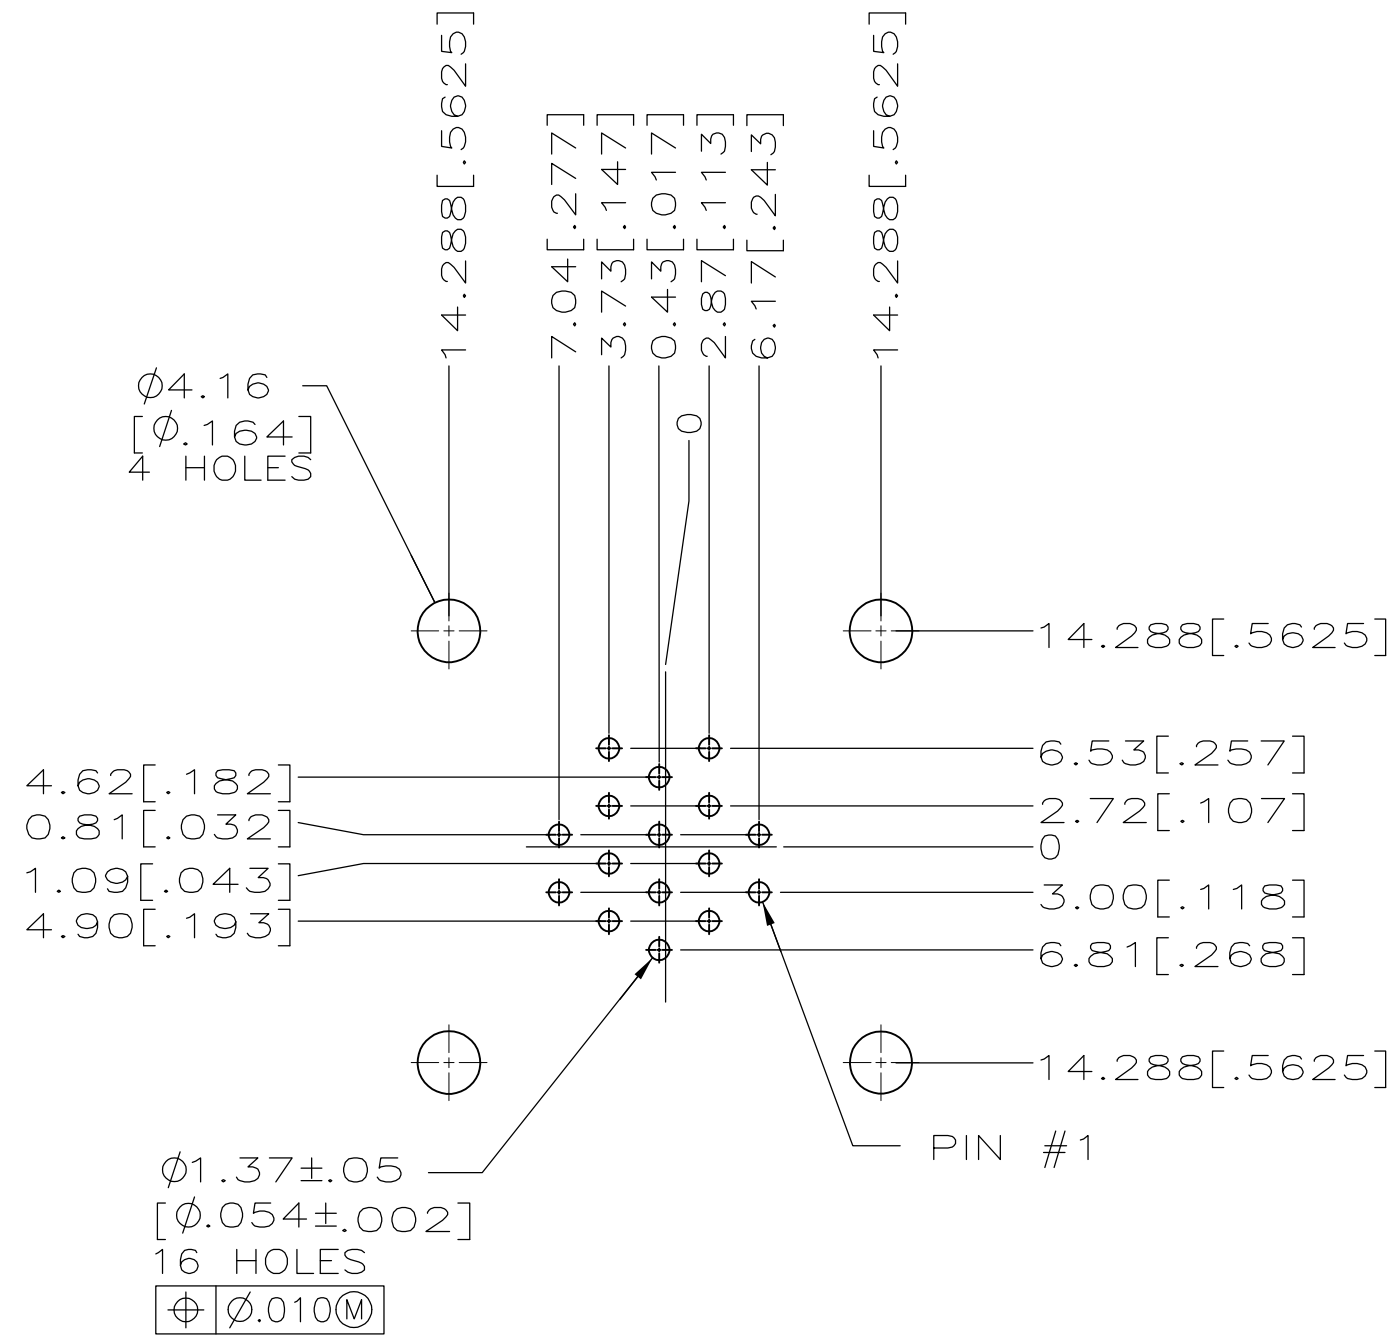 14.288[.5625]
7.04[.277]
3.73[.147]
0.43[.017]
2.87[.113]
6.17[.243]
14.288[.5625]
Ø4.16
[Ø.164]
4 HOLES
0
14.288[.5625]
6.53[.257]
4.62[.182]
2.72[.107]
0.81[.032]
0
1.09[.043]
3.00[.118]
4.90[.193]
6.81[.268]
14.288[.5625]
PIN #1
Ø1.37±.05
[Ø.054±.002]
16 HOLES
⌖ Ø.010Ⓜ